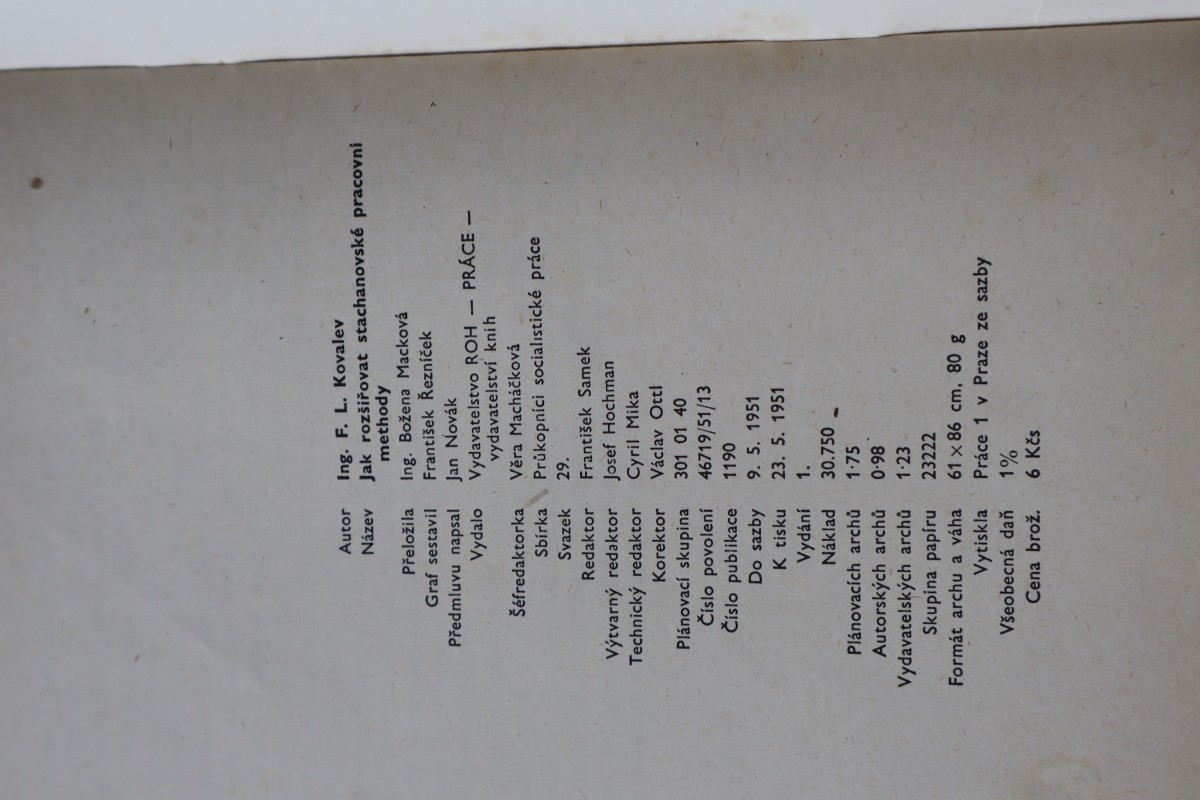 Autor Ing. F. L. Kovalev
Název Jak rozšiřovat stachanovské pracovní
methody
Přeložila Ing. Božena Macková
Graf sestavil František Řezníček
Předmluvu napsal Jan Novák
Vydalo Vydavatelstvo ROH — PRÁCE —
vydavatelství knih
Šéfredaktorka Věra Macháčková
Sbírka Průkopníci socialistické práce
Svazek 29.
Redaktor František Samek
Výtvarný redaktor Josef Hochman
Technický redaktor Cyril Mika
Korektor Václav Ottl
Plánovací skupina 301 01 40
Číslo povolení 46719/51/13
Číslo publikace 1190
Do sazby 9. 5. 1951
K tisku 23. 5. 1951
Vydání 1.
Náklad 30.750
Plánovacích archů 1·75
Autorských archů 0·98
Vydavatelských archů 1·23
Skupina papíru 23222
Formát archu a váha 61 × 86 cm, 80 g
Vytiskla Práce 1 v Praze ze sazby
Všeobecná daň 1%
Cena brož. 6 Kčs